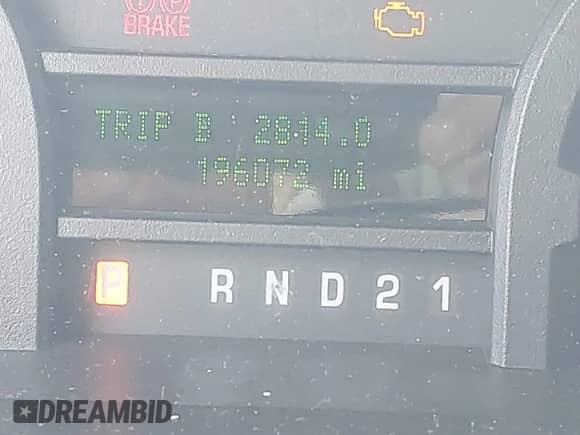 BRAKE
TRIP B 2814.0
196072 mi
P R N D 2 1
DREAMBID